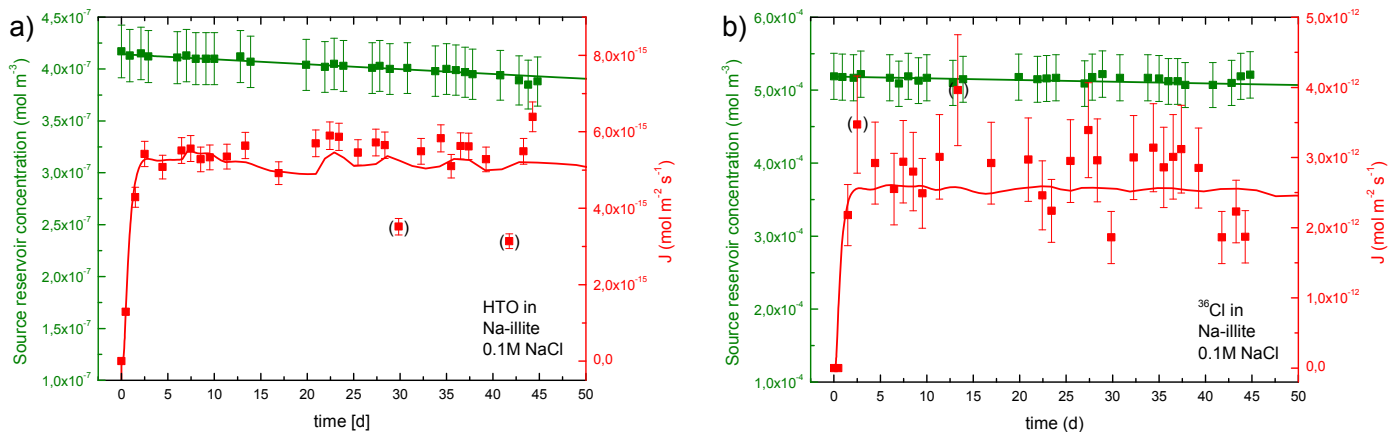 a)
Source reservoir concentration (mol m⁻³)
4,5x10⁻⁷
4,0x10⁻⁷
3,5x10⁻⁷
3,0x10⁻⁷
2,5x10⁻⁷
2,0x10⁻⁷
1,5x10⁻⁷
1,0x10⁻⁷
8,0x10⁻¹⁵
6,0x10⁻¹⁵
4,0x10⁻¹⁵
2,0x10⁻¹⁵
0,0
J (mol m⁻² s⁻¹)
( )
( )
HTO in
Na-illite
0.1M NaCl
0 5 10 15 20 25 30 35 40 45 50
time [d]
b)
Source reservoir concentration (mol m⁻³)
6,0x10⁻⁴
5,0x10⁻⁴
4,0x10⁻⁴
3,0x10⁻⁴
2,0x10⁻⁴
1,0x10⁻⁴
5,0x10⁻¹²
4,0x10⁻¹²
3,0x10⁻¹²
2,0x10⁻¹²
1,0x10⁻¹²
0,0
J (mol m⁻² s⁻¹)
( )
( )
³⁶Cl in
Na-illite
0.1M NaCl
0 5 10 15 20 25 30 35 40 45 50
time (d)